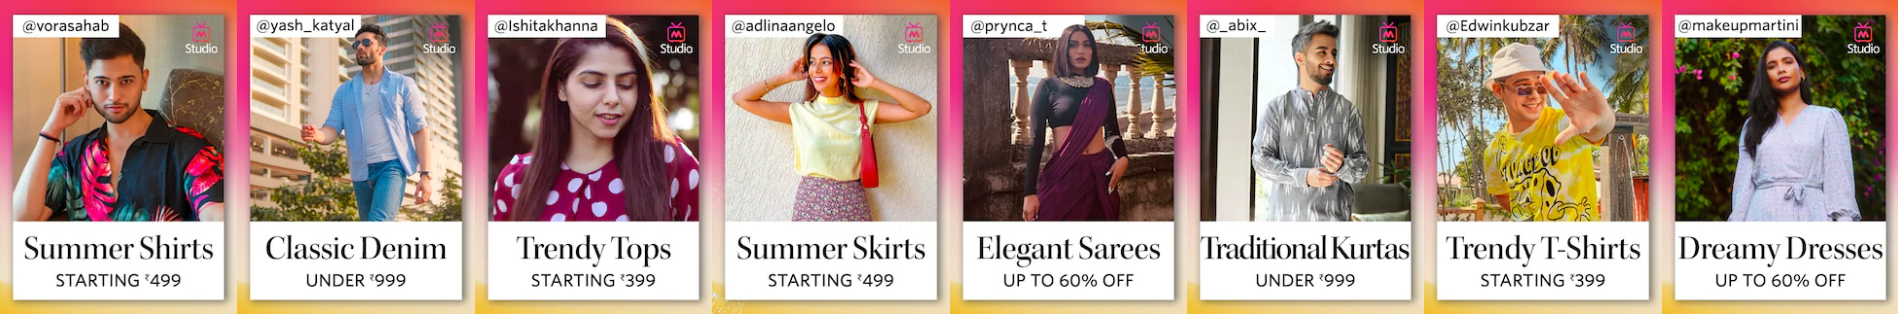 @vorasahab
Studio
Summer Shirts
STARTING ₹499
@yash_katyal
Studio
Classic Denim
UNDER ₹999
@Ishitakhanna
Studio
Trendy Tops
STARTING ₹399
@adlinaangelo
Studio
Summer Skirts
STARTING ₹499
@prynca_t
tudio
Elegant Sarees
UP TO 60% OFF
@_abix_
Studio
Traditional Kurtas
UNDER ₹999
@Edwinkubzar
Studio
Trendy T-Shirts
STARTING ₹399
@makeupmartini
Studio
Dreamy Dresses
UP TO 60% OFF